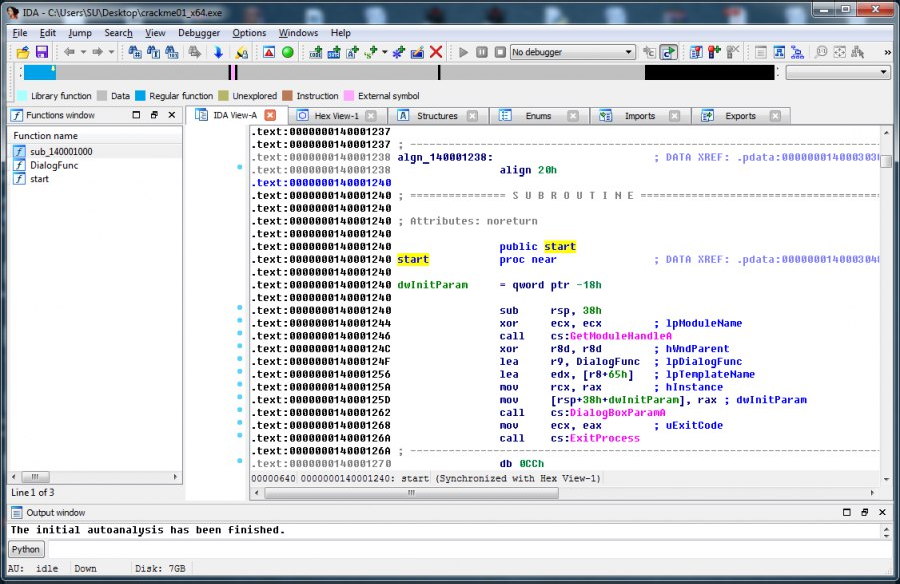 IDA - C:\Users\SU\Desktop\crackme01_x64.exe
File Edit Jump Search View Debugger Options Windows Help
No debugger
Library function Data Regular function Unexplored Instruction External symbol
Functions window
IDA View-A Hex View-1 Structures Enums Imports Exports
Function name
sub_140001000
DialogFunc
start
Line 1 of 3
.text:0000000140001237
.text:0000000140001237 ; ---------------------------------------------------------------------------
.text:0000000140001238 algn_140001238: ; DATA XREF: .pdata:000000014000303
.text:0000000140001238 align 20h
.text:0000000140001240
.text:0000000140001240 ; =============== S U B R O U T I N E =======================================
.text:0000000140001240
.text:0000000140001240 ; Attributes: noreturn
.text:0000000140001240
.text:0000000140001240 public start
.text:0000000140001240 start proc near ; DATA XREF: .pdata:000000014000304
.text:0000000140001240
.text:0000000140001240 dwInitParam = qword ptr -18h
.text:0000000140001240
.text:0000000140001240 sub rsp, 38h
.text:0000000140001244 xor ecx, ecx ; lpModuleName
.text:0000000140001246 call cs:GetModuleHandleA
.text:000000014000124C xor r8d, r8d ; hWndParent
.text:000000014000124F lea r9, DialogFunc ; lpDialogFunc
.text:0000000140001256 lea edx, [r8+65h] ; lpTemplateName
.text:000000014000125A mov rcx, rax ; hInstance
.text:000000014000125D mov [rsp+38h+dwInitParam], rax ; dwInitParam
.text:0000000140001262 call cs:DialogBoxParamA
.text:0000000140001268 mov ecx, eax ; uExitCode
.text:000000014000126A call cs:ExitProcess
.text:000000014000126A ; ---------------------------------------------------------------------------
.text:0000000140001270 db 0CCh
00000640 0000000140001240: start (Synchronized with Hex View-1)
Output window
The initial autoanalysis has been finished.
Python
AU: idle Down Disk: 7GB